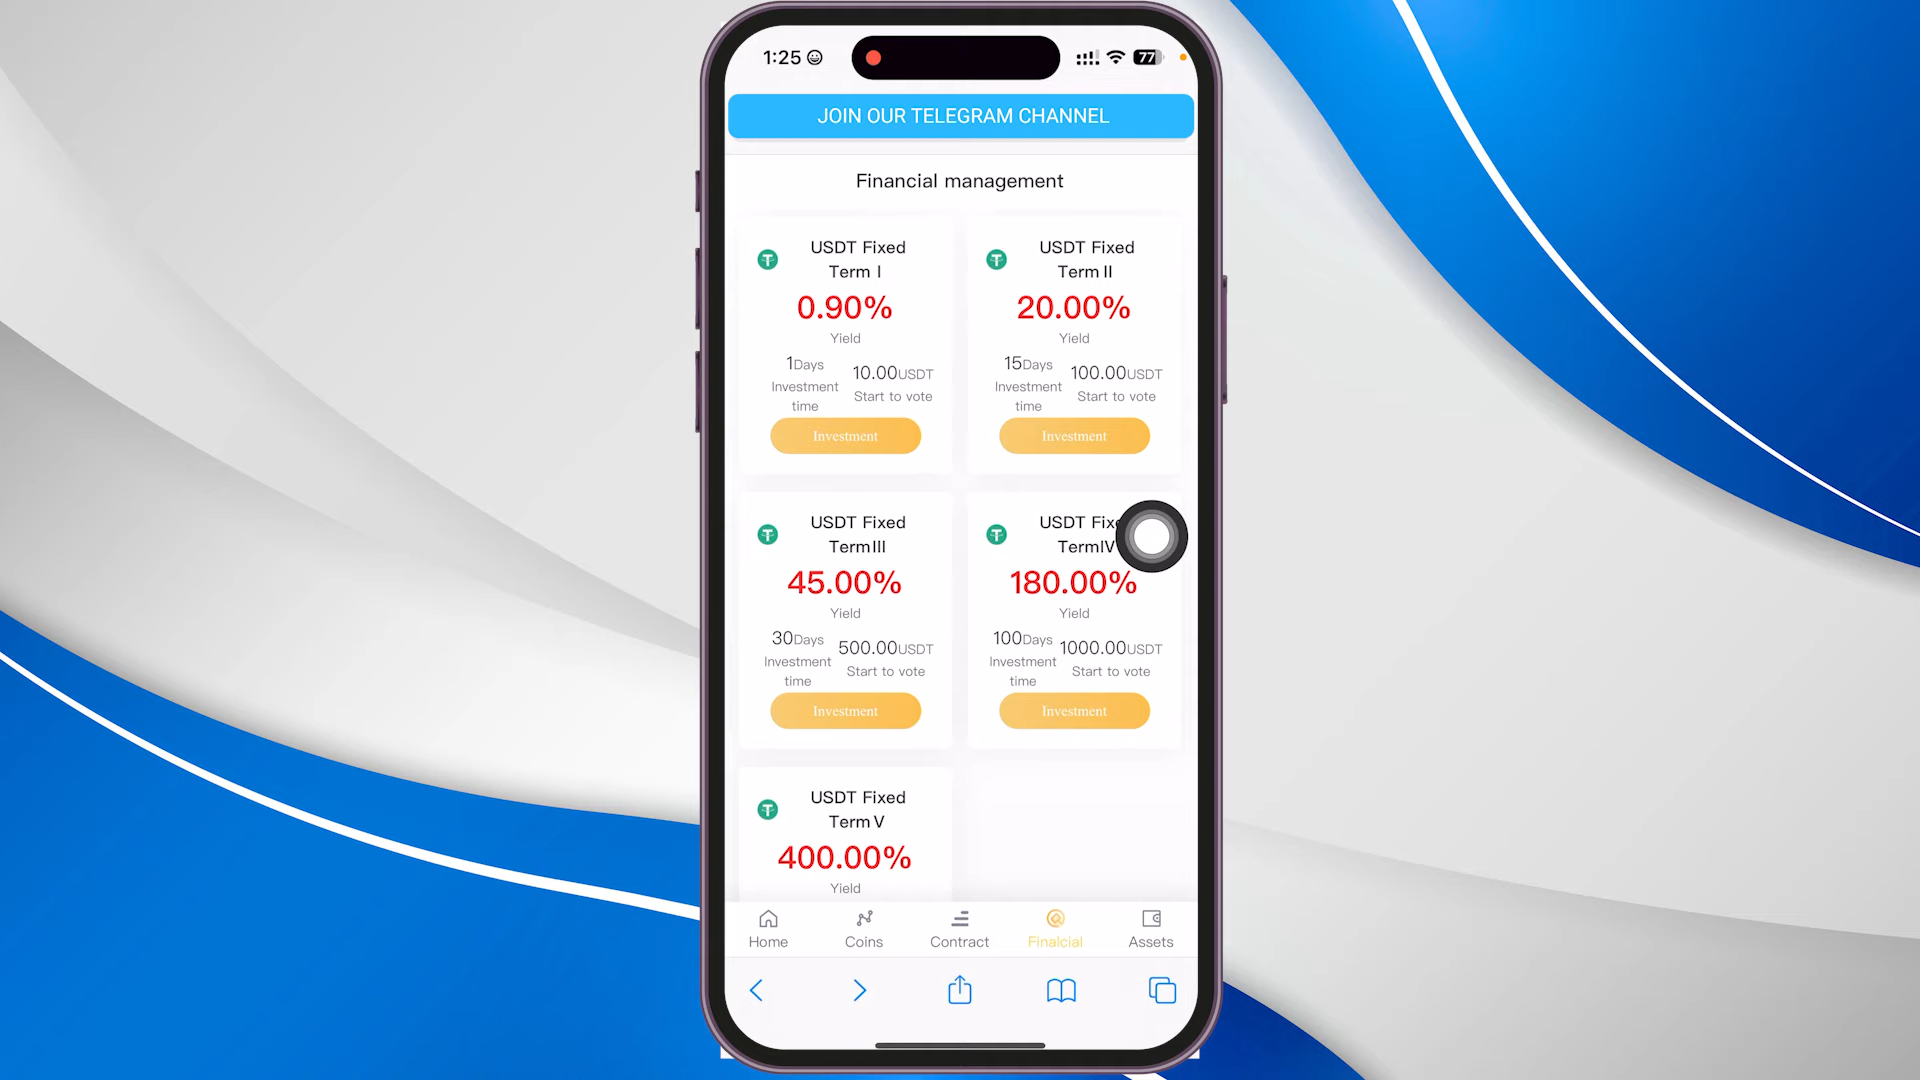 1:25
77
JOIN OUR TELEGRAM CHANNEL
Financial management
USDT Fixed
Term I
0.90%
Yield
1Days
Investment
time
10.00USDT
Start to vote
Investment
USDT Fixed
Term II
20.00%
Yield
15Days
Investment
time
100.00USDT
Start to vote
Investment
USDT Fixed
TermIII
45.00%
Yield
30Days
Investment
time
500.00USDT
Start to vote
Investment
USDT Fix
TermIV
180.00%
Yield
100Days
Investment
time
1000.00USDT
Start to vote
Investment
USDT Fixed
Term V
400.00%
Yield
Home
Coins
Contract
Finalcial
Assets